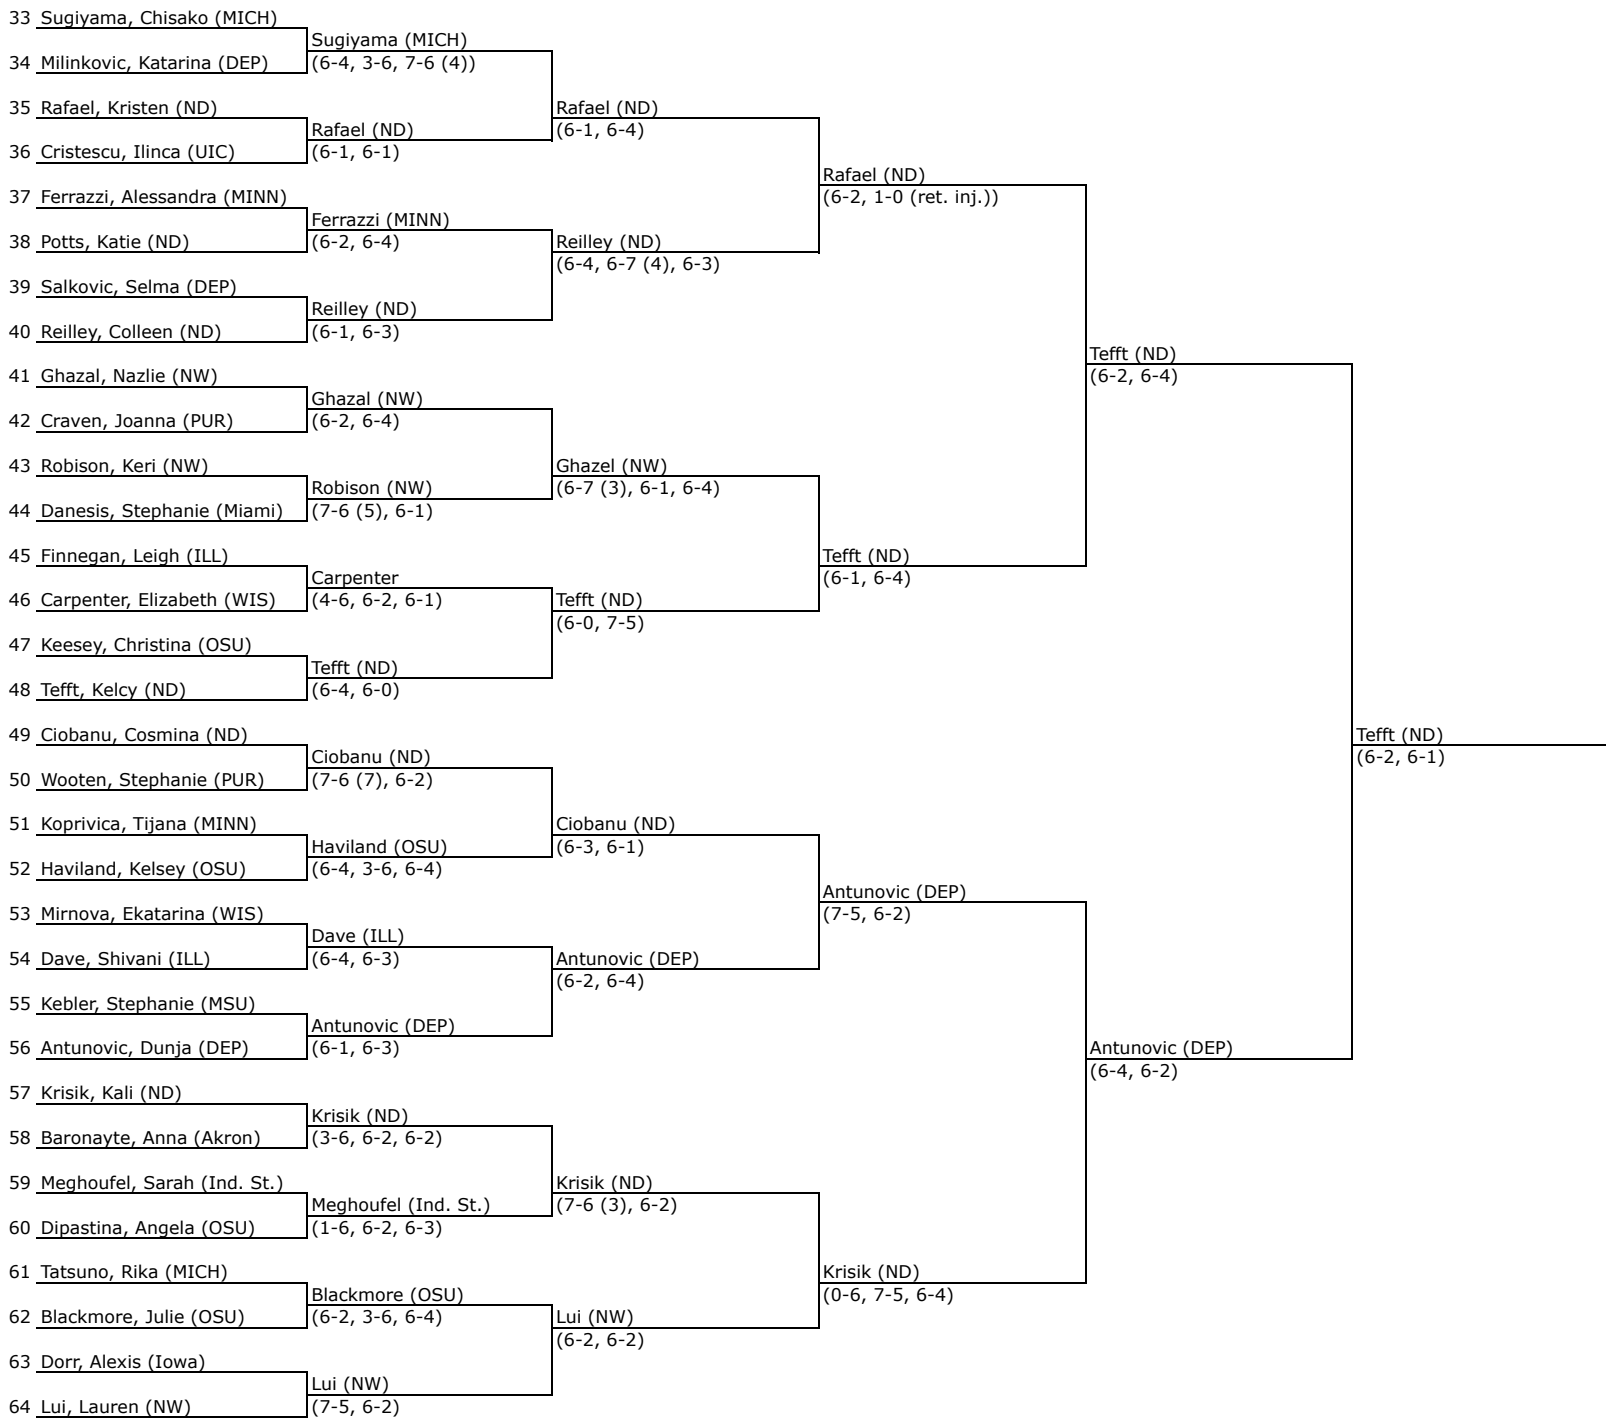 33 Sugiyama, Chisako (MICH)
Sugiyama (MICH)
34 Milinkovic, Katarina (DEP)
(6-4, 3-6, 7-6 (4))
35 Rafael, Kristen (ND)
Rafael (ND)
Rafael (ND)
(6-1, 6-4)
36 Cristescu, Ilinca (UIC)
(6-1, 6-1)
Rafael (ND)
(6-2, 1-0 (ret. inj.))
37 Ferrazzi, Alessandra (MINN)
Ferrazzi (MINN)
38 Potts, Katie (ND)
(6-2, 6-4)
Reilley (ND)
(6-4, 6-7 (4), 6-3)
39 Salkovic, Selma (DEP)
Reilley (ND)
40 Reilley, Colleen (ND)
(6-1, 6-3)
Tefft (ND)
(6-2, 6-4)
41 Ghazal, Nazlie (NW)
Ghazal (NW)
42 Craven, Joanna (PUR)
(6-2, 6-4)
43 Robison, Keri (NW)
Ghazel (NW)
Robison (NW)
(6-7 (3), 6-1, 6-4)
44 Danesis, Stephanie (Miami)
(7-6 (5), 6-1)
45 Finnegan, Leigh (ILL)
Tefft (ND)
Carpenter
(6-1, 6-4)
46 Carpenter, Elizabeth (WIS)
(4-6, 6-2, 6-1)
Tefft (ND)
(6-0, 7-5)
47 Keesey, Christina (OSU)
Tefft (ND)
48 Tefft, Kelcy (ND)
(6-4, 6-0)
49 Ciobanu, Cosmina (ND)
Tefft (ND)
Ciobanu (ND)
(6-2, 6-1)
50 Wooten, Stephanie (PUR)
(7-6 (7), 6-2)
51 Koprivica, Tijana (MINN)
Ciobanu (ND)
Haviland (OSU)
(6-3, 6-1)
52 Haviland, Kelsey (OSU)
(6-4, 3-6, 6-4)
Antunovic (DEP)
(7-5, 6-2)
53 Mirnova, Ekatarina (WIS)
Dave (ILL)
54 Dave, Shivani (ILL)
(6-4, 6-3)
Antunovic (DEP)
(6-2, 6-4)
55 Kebler, Stephanie (MSU)
Antunovic (DEP)
56 Antunovic, Dunja (DEP)
(6-1, 6-3)
Antunovic (DEP)
(6-4, 6-2)
57 Krisik, Kali (ND)
Krisik (ND)
58 Baronayte, Anna (Akron)
(3-6, 6-2, 6-2)
59 Meghoufel, Sarah (Ind. St.)
Krisik (ND)
Meghoufel (Ind. St.)
(7-6 (3), 6-2)
60 Dipastina, Angela (OSU)
(1-6, 6-2, 6-3)
61 Tatsuno, Rika (MICH)
Krisik (ND)
Blackmore (OSU)
(0-6, 7-5, 6-4)
62 Blackmore, Julie (OSU)
(6-2, 3-6, 6-4)
Lui (NW)
(6-2, 6-2)
63 Dorr, Alexis (Iowa)
Lui (NW)
64 Lui, Lauren (NW)
(7-5, 6-2)